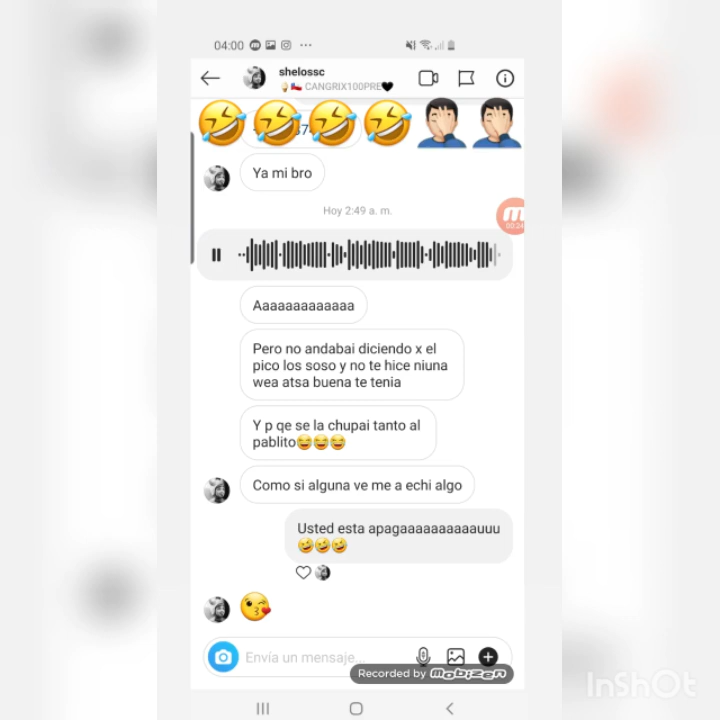 04:00
shelossc
CANGRIX100PRE
Ya mi bro
Hoy 2:49 a. m.
00:24
Aaaaaaaaaaaaa
Pero no andabai diciendo x el
pico los soso y no te hice niuna
wea atsa buena te tenia
Y p qe se la chupai tanto al
pablito😂😂😂
Como si alguna ve me a echi algo
Usted esta apagaaaaaaaaaauuu
🤣🤣🤣
Envía un mensaje...
Recorded by mobizen
InShOt